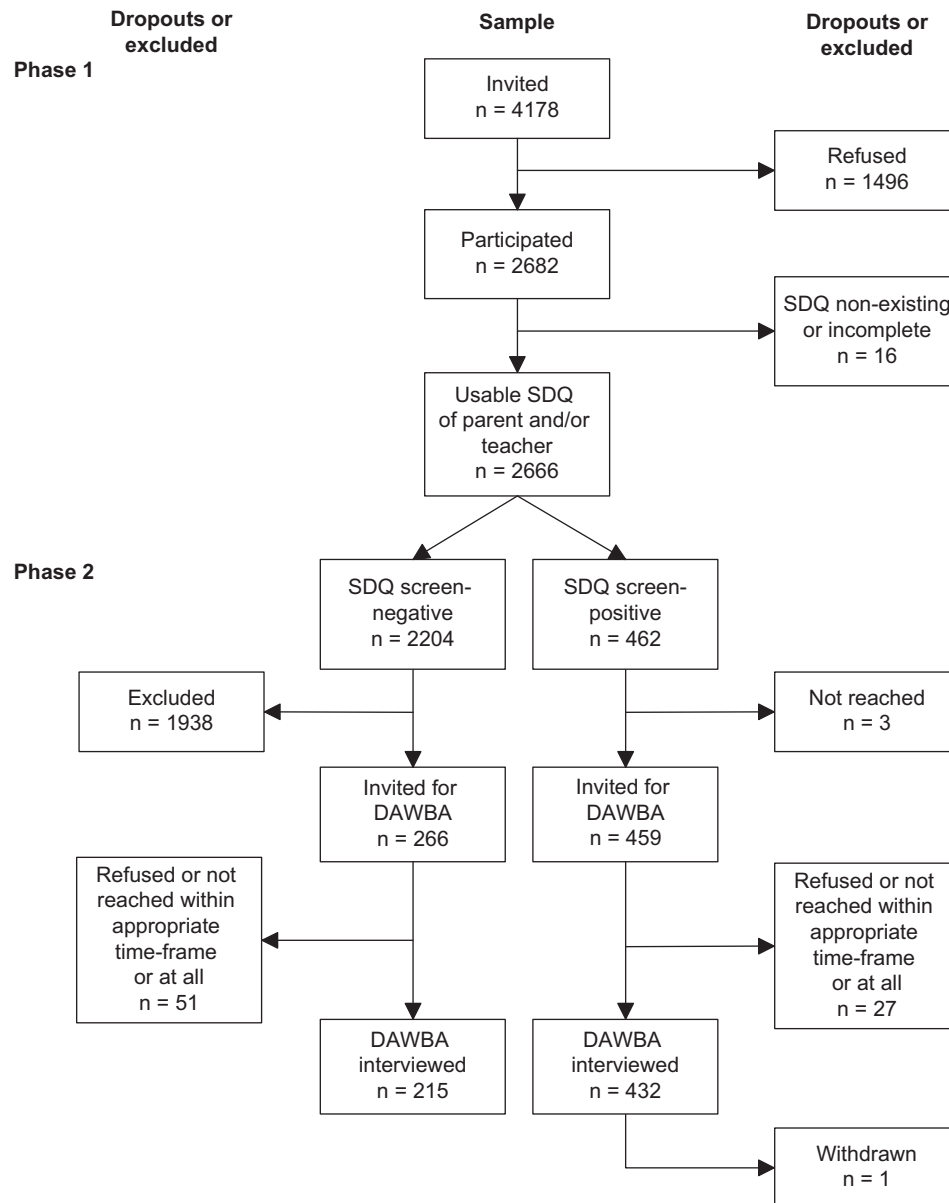 Dropouts or
excluded
Sample
Dropouts or
excluded
Phase 1
Invited
n = 4178
Refused
n = 1496
Participated
n = 2682
SDQ non-existing
or incomplete
n = 16
Usable SDQ
of parent and/or
teacher
n = 2666
Phase 2
SDQ screen-
negative
n = 2204
SDQ screen-
positive
n = 462
Excluded
n = 1938
Not reached
n = 3
Invited for
DAWBA
n = 266
Invited for
DAWBA
n = 459
Refused or not
reached within
appropriate
time-frame
or at all
n = 51
Refused or not
reached within
appropriate
time-frame
or at all
n = 27
DAWBA
interviewed
n = 215
DAWBA
interviewed
n = 432
Withdrawn
n = 1